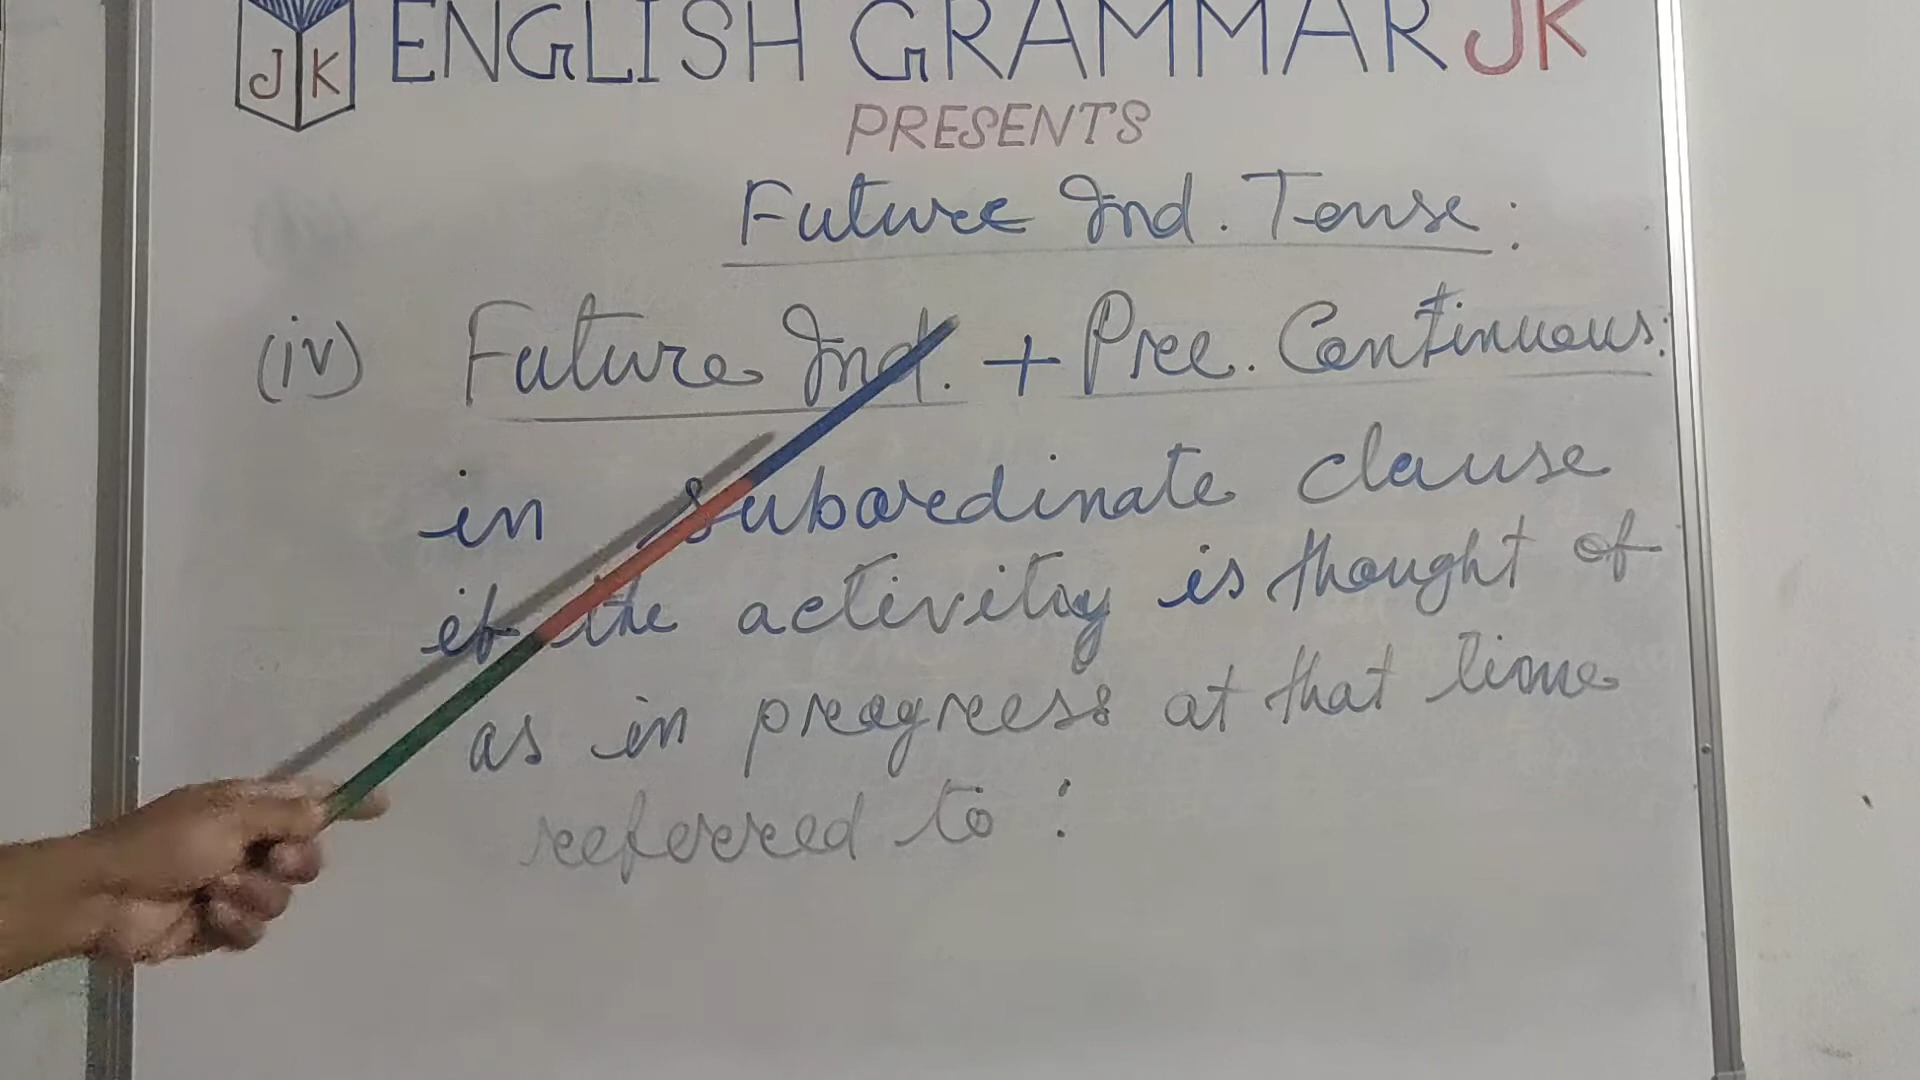 JK ENGLISH GRAMMAR JK
PRESENTS
Future Ind. Tense:
(iv) Future Ind. + Pre. Continuous:
in subordinate clause
if the activity is thought of
as in progress at that time
referred to :